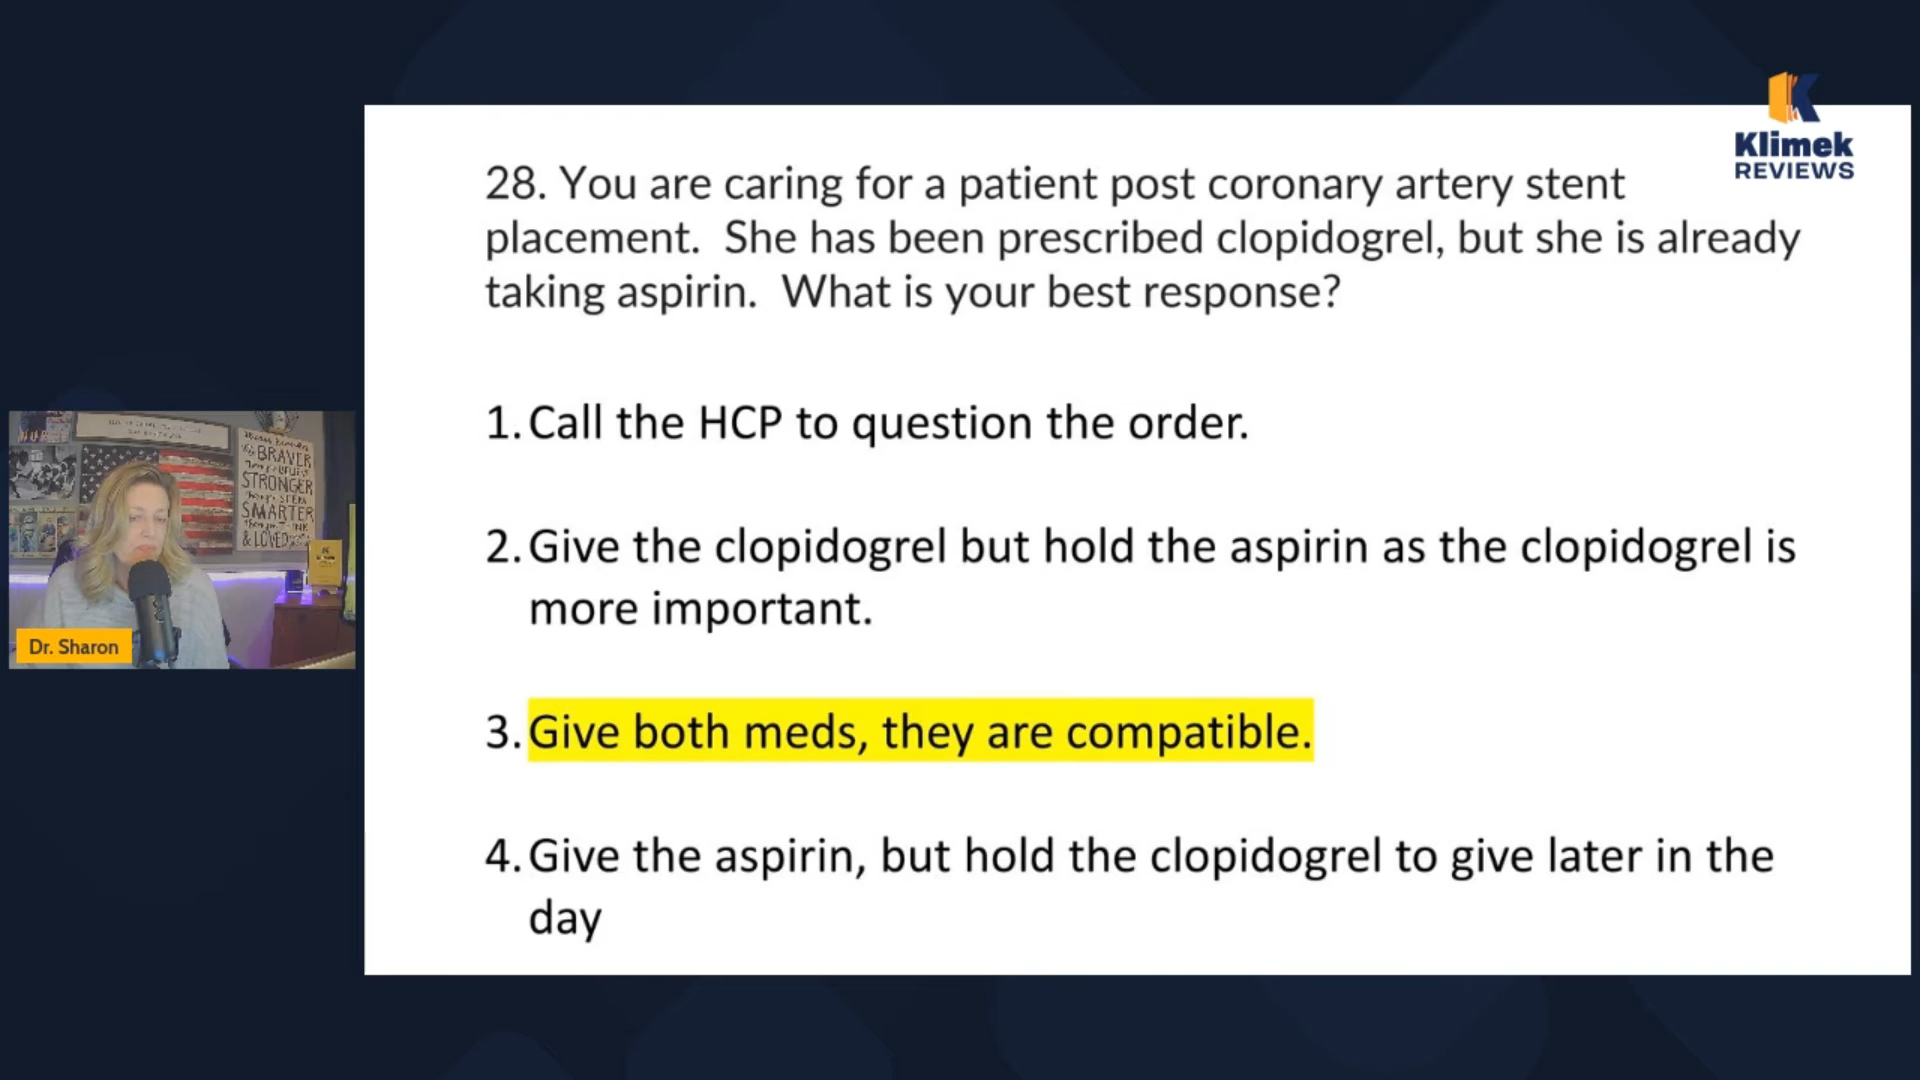 Klimek
REVIEWS
28. You are caring for a patient post coronary artery stent
placement. She has been prescribed clopidogrel, but she is already
taking aspirin. What is your best response?
1. Call the HCP to question the order.
2. Give the clopidogrel but hold the aspirin as the clopidogrel is
more important.
3. Give both meds, they are compatible.
4. Give the aspirin, but hold the clopidogrel to give later in the
day
BRAVER
STRONGER
SMARTER
& LOVED
Dr. Sharon